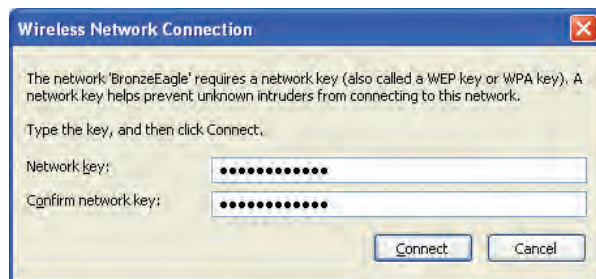 Wireless Network Connection
The network 'BronzeEagle' requires a network key (also called a WEP key or WPA key). A
network key helps prevent unknown intruders from connecting to this network.
Type the key, and then click Connect.
Network key: ••••••••••••
Confirm network key: ••••••••••••
Connect Cancel